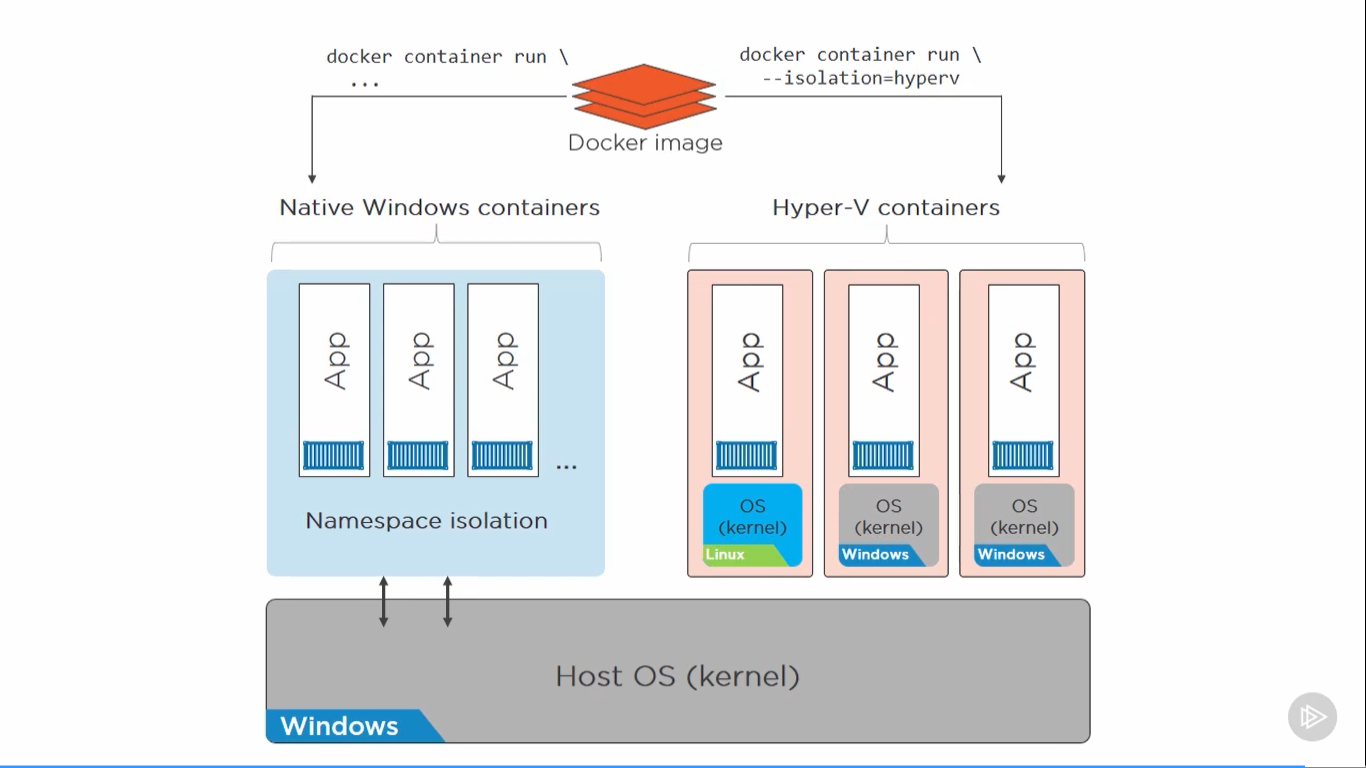 docker container run \
...
docker container run \
--isolation=hyperv
Docker image
Native Windows containers
Hyper-V containers
App
App
App
...
App
App
App
Namespace isolation
OS
(kernel)
Linux
OS
(kernel)
Windows
OS
(kernel)
Windows
Host OS (kernel)
Windows